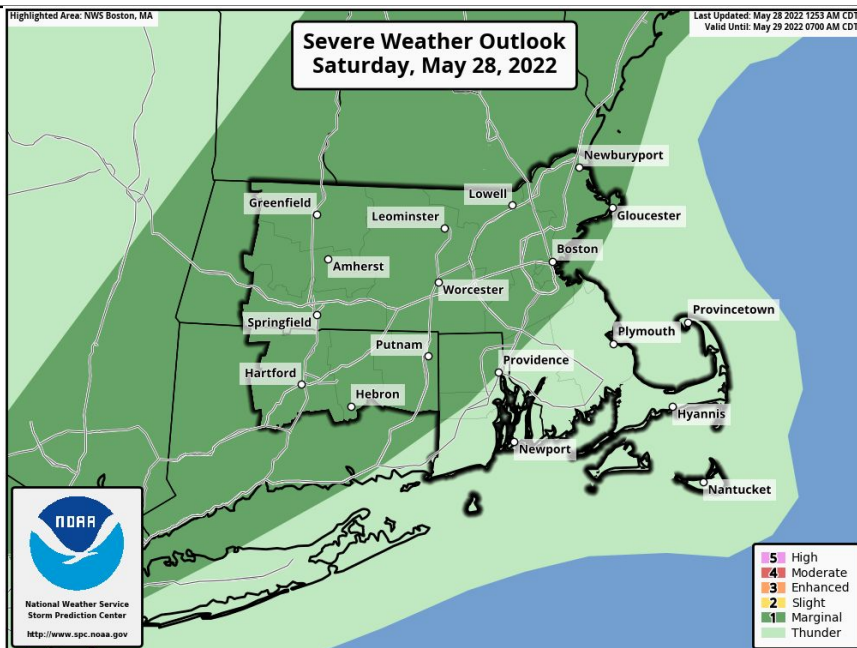 Highlighted Area: NWS Boston, MA
Last Updated: May 28 2022 1253 AM CDT
Valid Until: May 29 2022 0700 AM CDT
Severe Weather Outlook
Saturday, May 28, 2022
Newburyport
Greenfield
Lowell
Leominster
Gloucester
Boston
Amherst
Worcester
Provincetown
Springfield
Plymouth
Putnam
Providence
Hartford
Hebron
Hyannis
Newport
Nantucket
NOAA
National Weather Service
Storm Prediction Center
http://www.spc.noaa.gov
5 High
4 Moderate
3 Enhanced
2 Slight
1 Marginal
Thunder